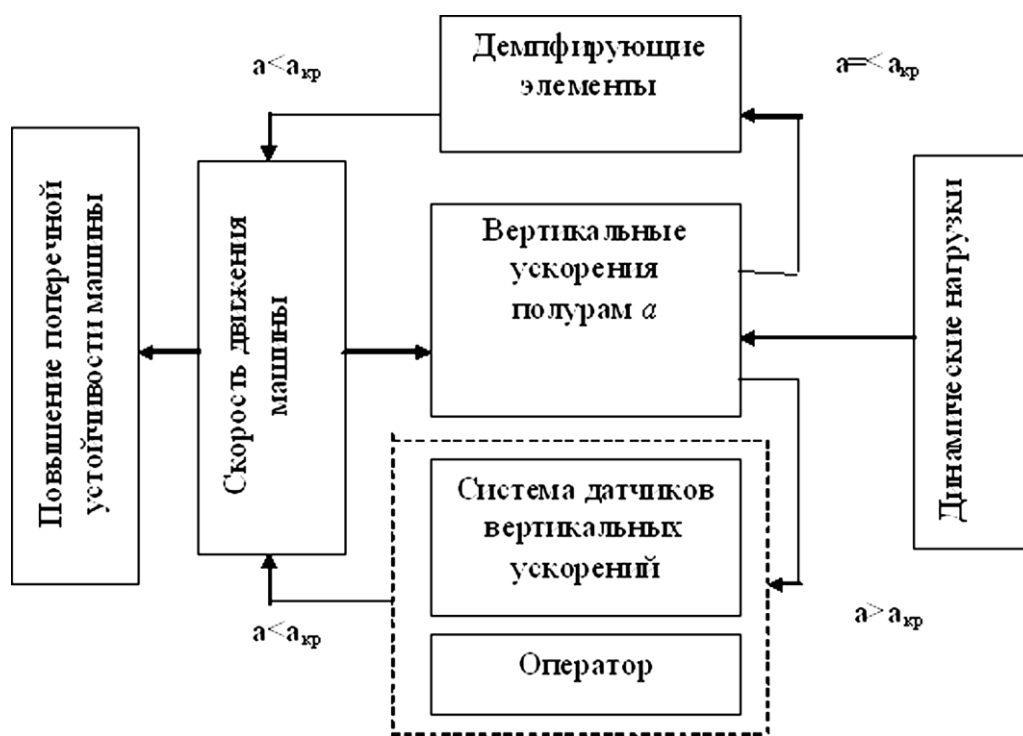 Демпфирующие
элементы
a<aкр
a=<aкр
Повышение поперечной
устойчивости машины
Скорость движения
машины
Вертикальные
ускорения
полурам a
Динамические нагрузки
Система датчиков
вертикальных
ускорений
Оператор
a<aкр
a>aкр